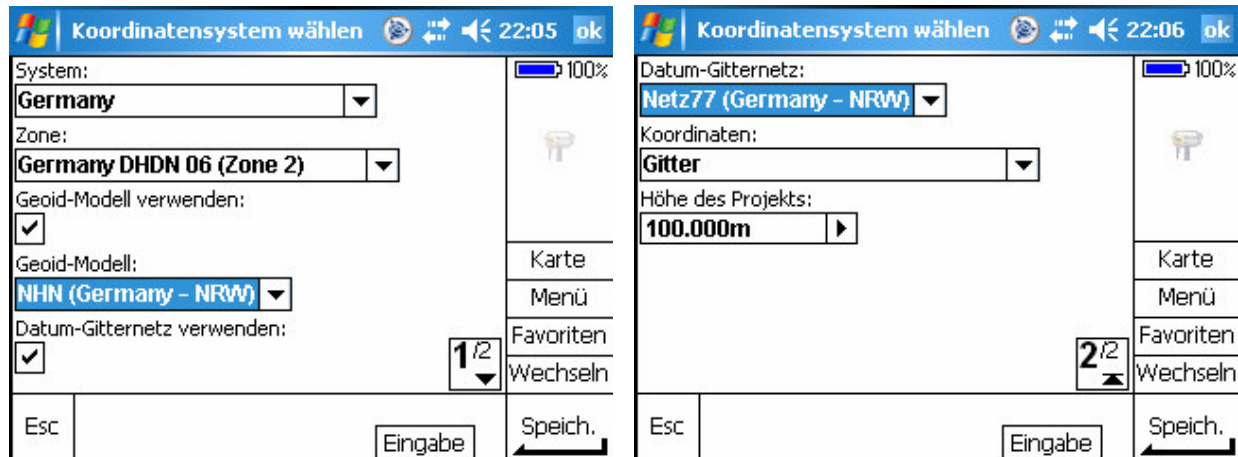 Koordinatensystem wählen 22:05 ok
System:
100%
Germany
Zone:
Germany DHDN 06 (Zone 2)
Geoid-Modell verwenden:
Geoid-Modell:
NHN (Germany – NRW)
Datum-Gitternetz verwenden:
1/2
Karte
Menü
Favoriten
Wechseln
Esc
Eingabe
Speich.
Koordinatensystem wählen 22:06 ok
Datum-Gitternetz:
100%
Netz77 (Germany – NRW)
Koordinaten:
Gitter
Höhe des Projekts:
100.000m
2/2
Karte
Menü
Favoriten
Wechseln
Esc
Eingabe
Speich.